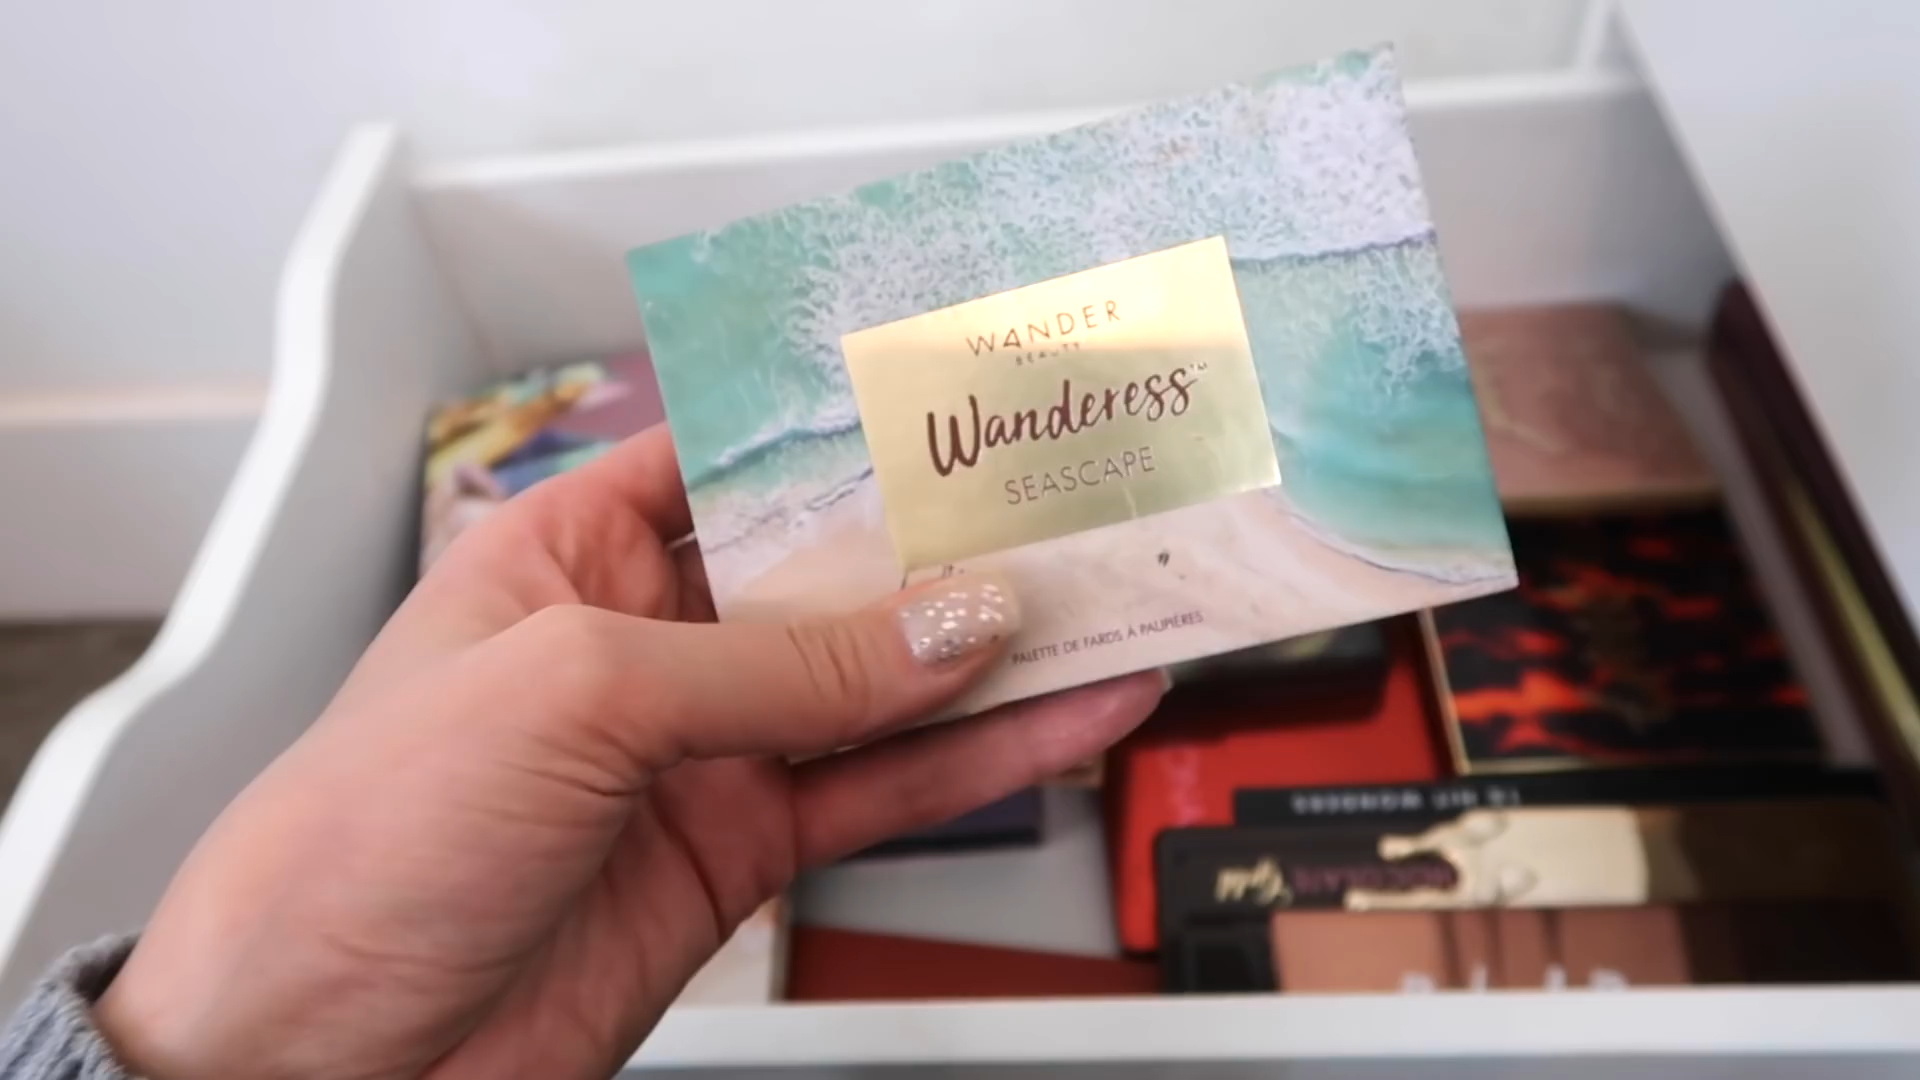 WANDER
BEAUTY
Wanderess™
SEASCAPE
PALETTE DE FARDS À PAUPIÈRES